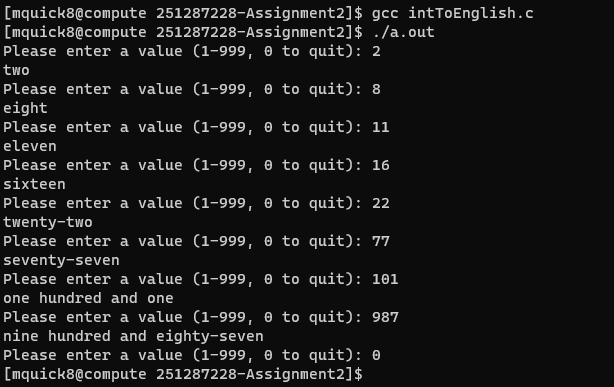 [mquick8@compute 251287228-Assignment2]$ gcc intToEnglish.c
[mquick8@compute 251287228-Assignment2]$ ./a.out
Please enter a value (1-999, 0 to quit): 2
two
Please enter a value (1-999, 0 to quit): 8
eight
Please enter a value (1-999, 0 to quit): 11
eleven
Please enter a value (1-999, 0 to quit): 16
sixteen
Please enter a value (1-999, 0 to quit): 22
twenty-two
Please enter a value (1-999, 0 to quit): 77
seventy-seven
Please enter a value (1-999, 0 to quit): 101
one hundred and one
Please enter a value (1-999, 0 to quit): 987
nine hundred and eighty-seven
Please enter a value (1-999, 0 to quit): 0
[mquick8@compute 251287228-Assignment2]$